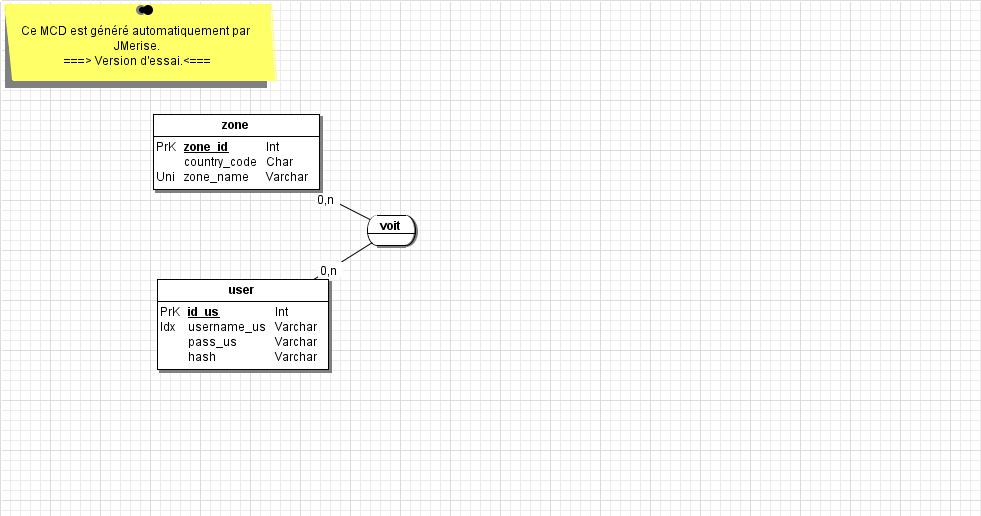 Ce MCD est généré automatiquement par
JMerise.
===> Version d'essai.<===
zone
PrK zone_id Int
country_code Char
Uni zone_name Varchar
0,n
voit
0,n
user
PrK id_us Int
Idx username_us Varchar
pass_us Varchar
hash Varchar